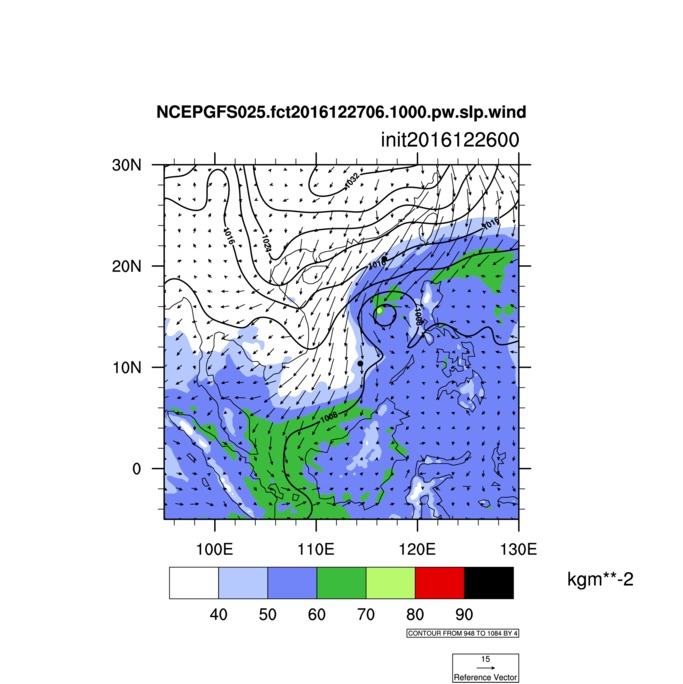 NCEPGFS025.fct2016122706.1000.pw.slp.wind
init2016122600
30N
20N
10N
0
1032
1016
1024
1016
1016
1008
1008
100E 110E 120E 130E
kgm**-2
40 50 60 70 80 90
CONTOUR FROM 948 TO 1084 BY 4
15
Reference Vector